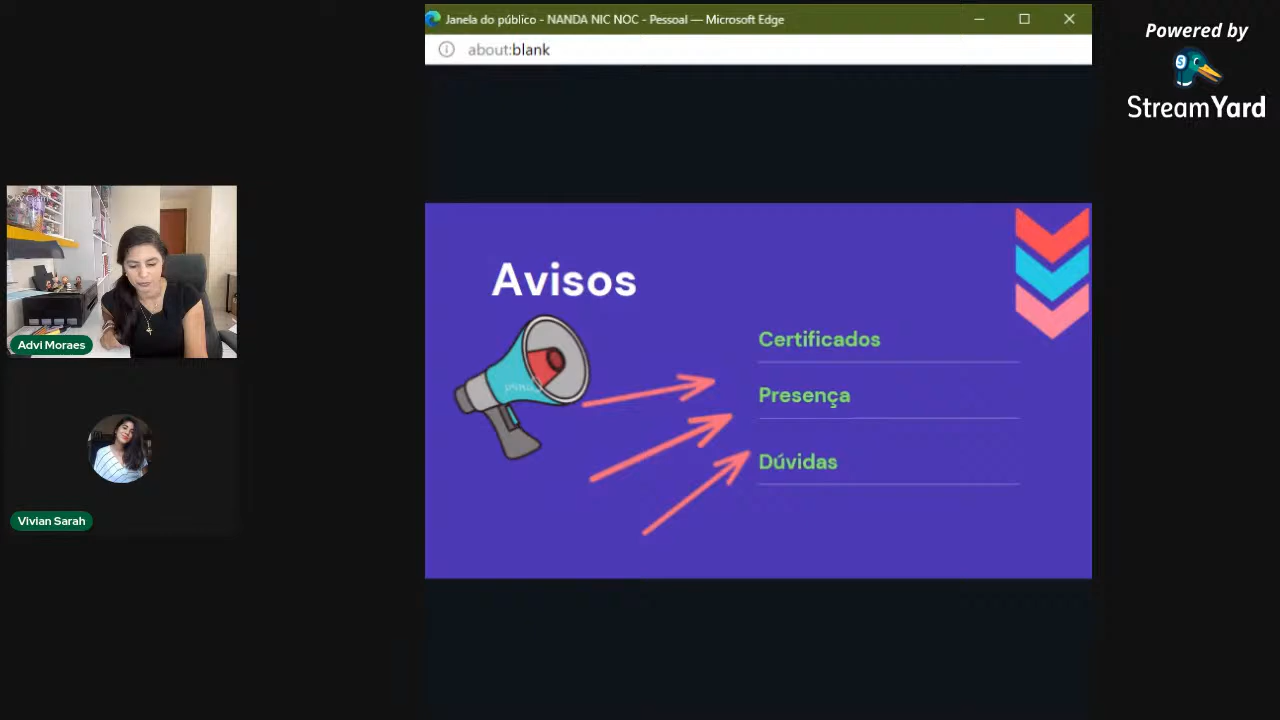 Janela do público - NANDA NIC NOC - Pessoal — Microsoft Edge
about:blank
Powered by
StreamYard
Avisos
Certificados
Presença
Dúvidas
Advi Moraes
Vivian Sarah